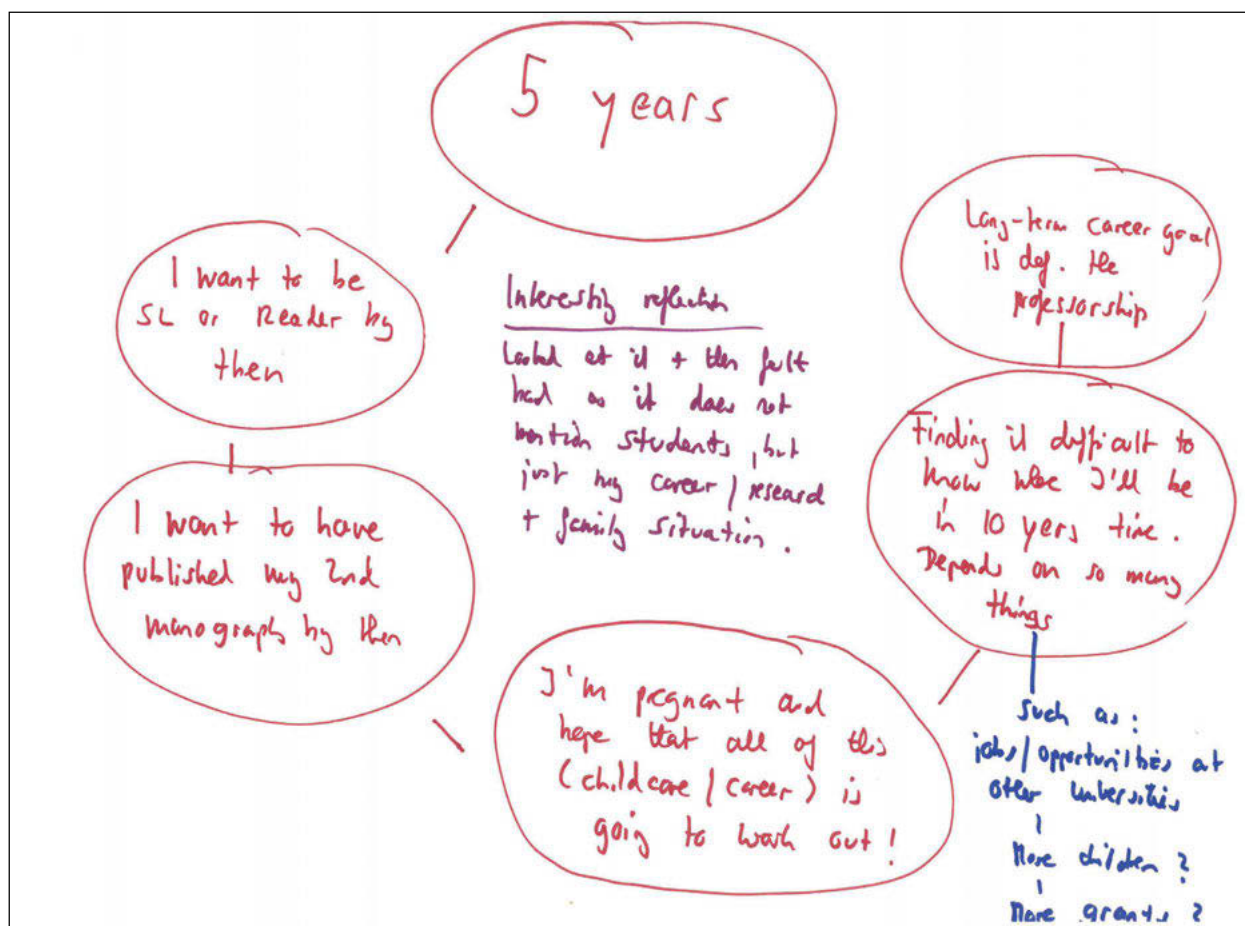 5 years
I want to be
SL or Reader by
then
I want to have
published my 2nd
monograph by then
I'm pregnant and
hope that all of this
(childcare / career) is
going to work out!
Finding it difficult to
know where I'll be
in 10 yers time.
Depends on so many
things
such as:
jobs/opportunities at
other universities
More children?
More grants?
Long-term career goal
is def. the
professorship
Interesting reflection
Looked at it + then felt
bad as it does not
mention students, but
just my career / research
+ family situation.